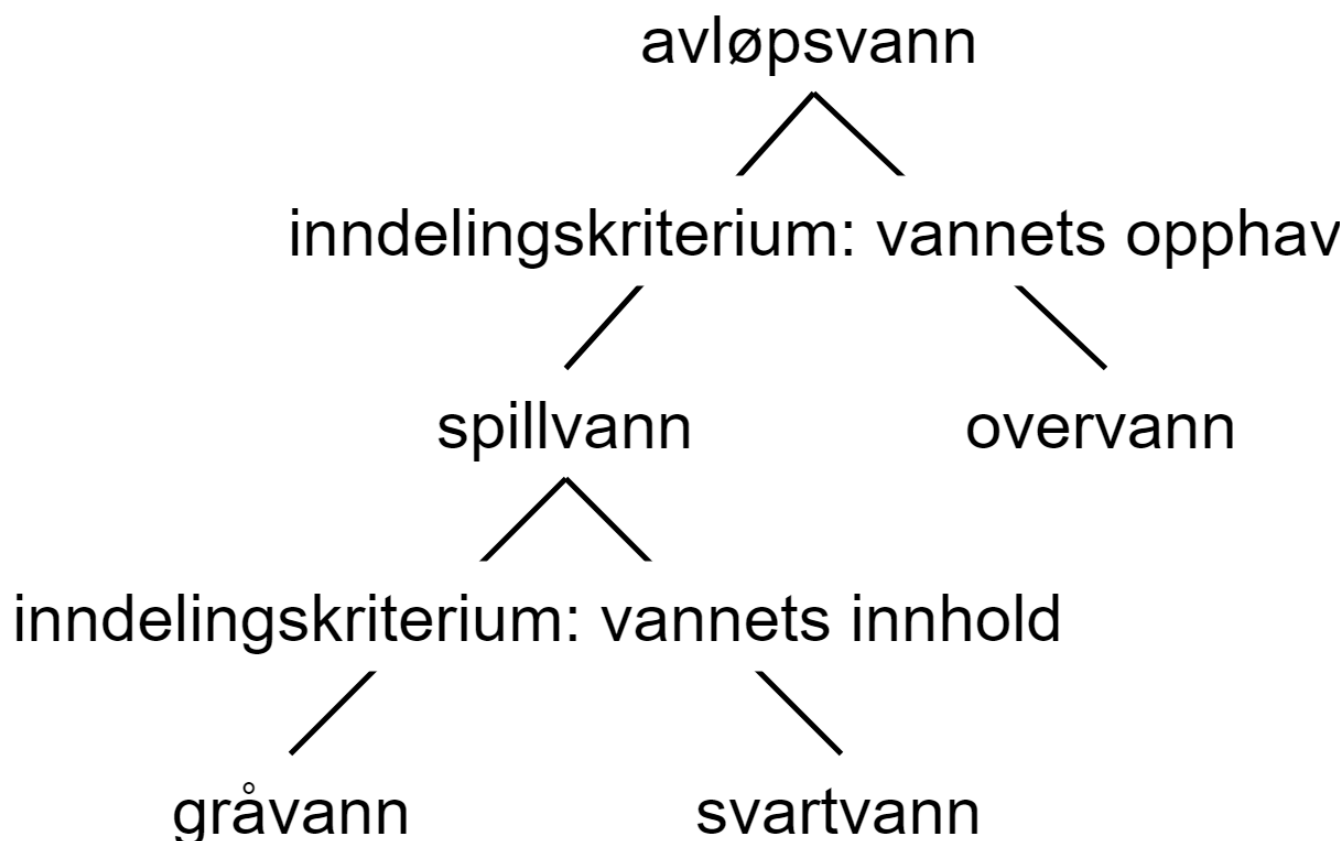 avløpsvann
inndelingskriterium: vannets opphav
spillvann
overvann
inndelingskriterium: vannets innhold
gråvann
svartvann